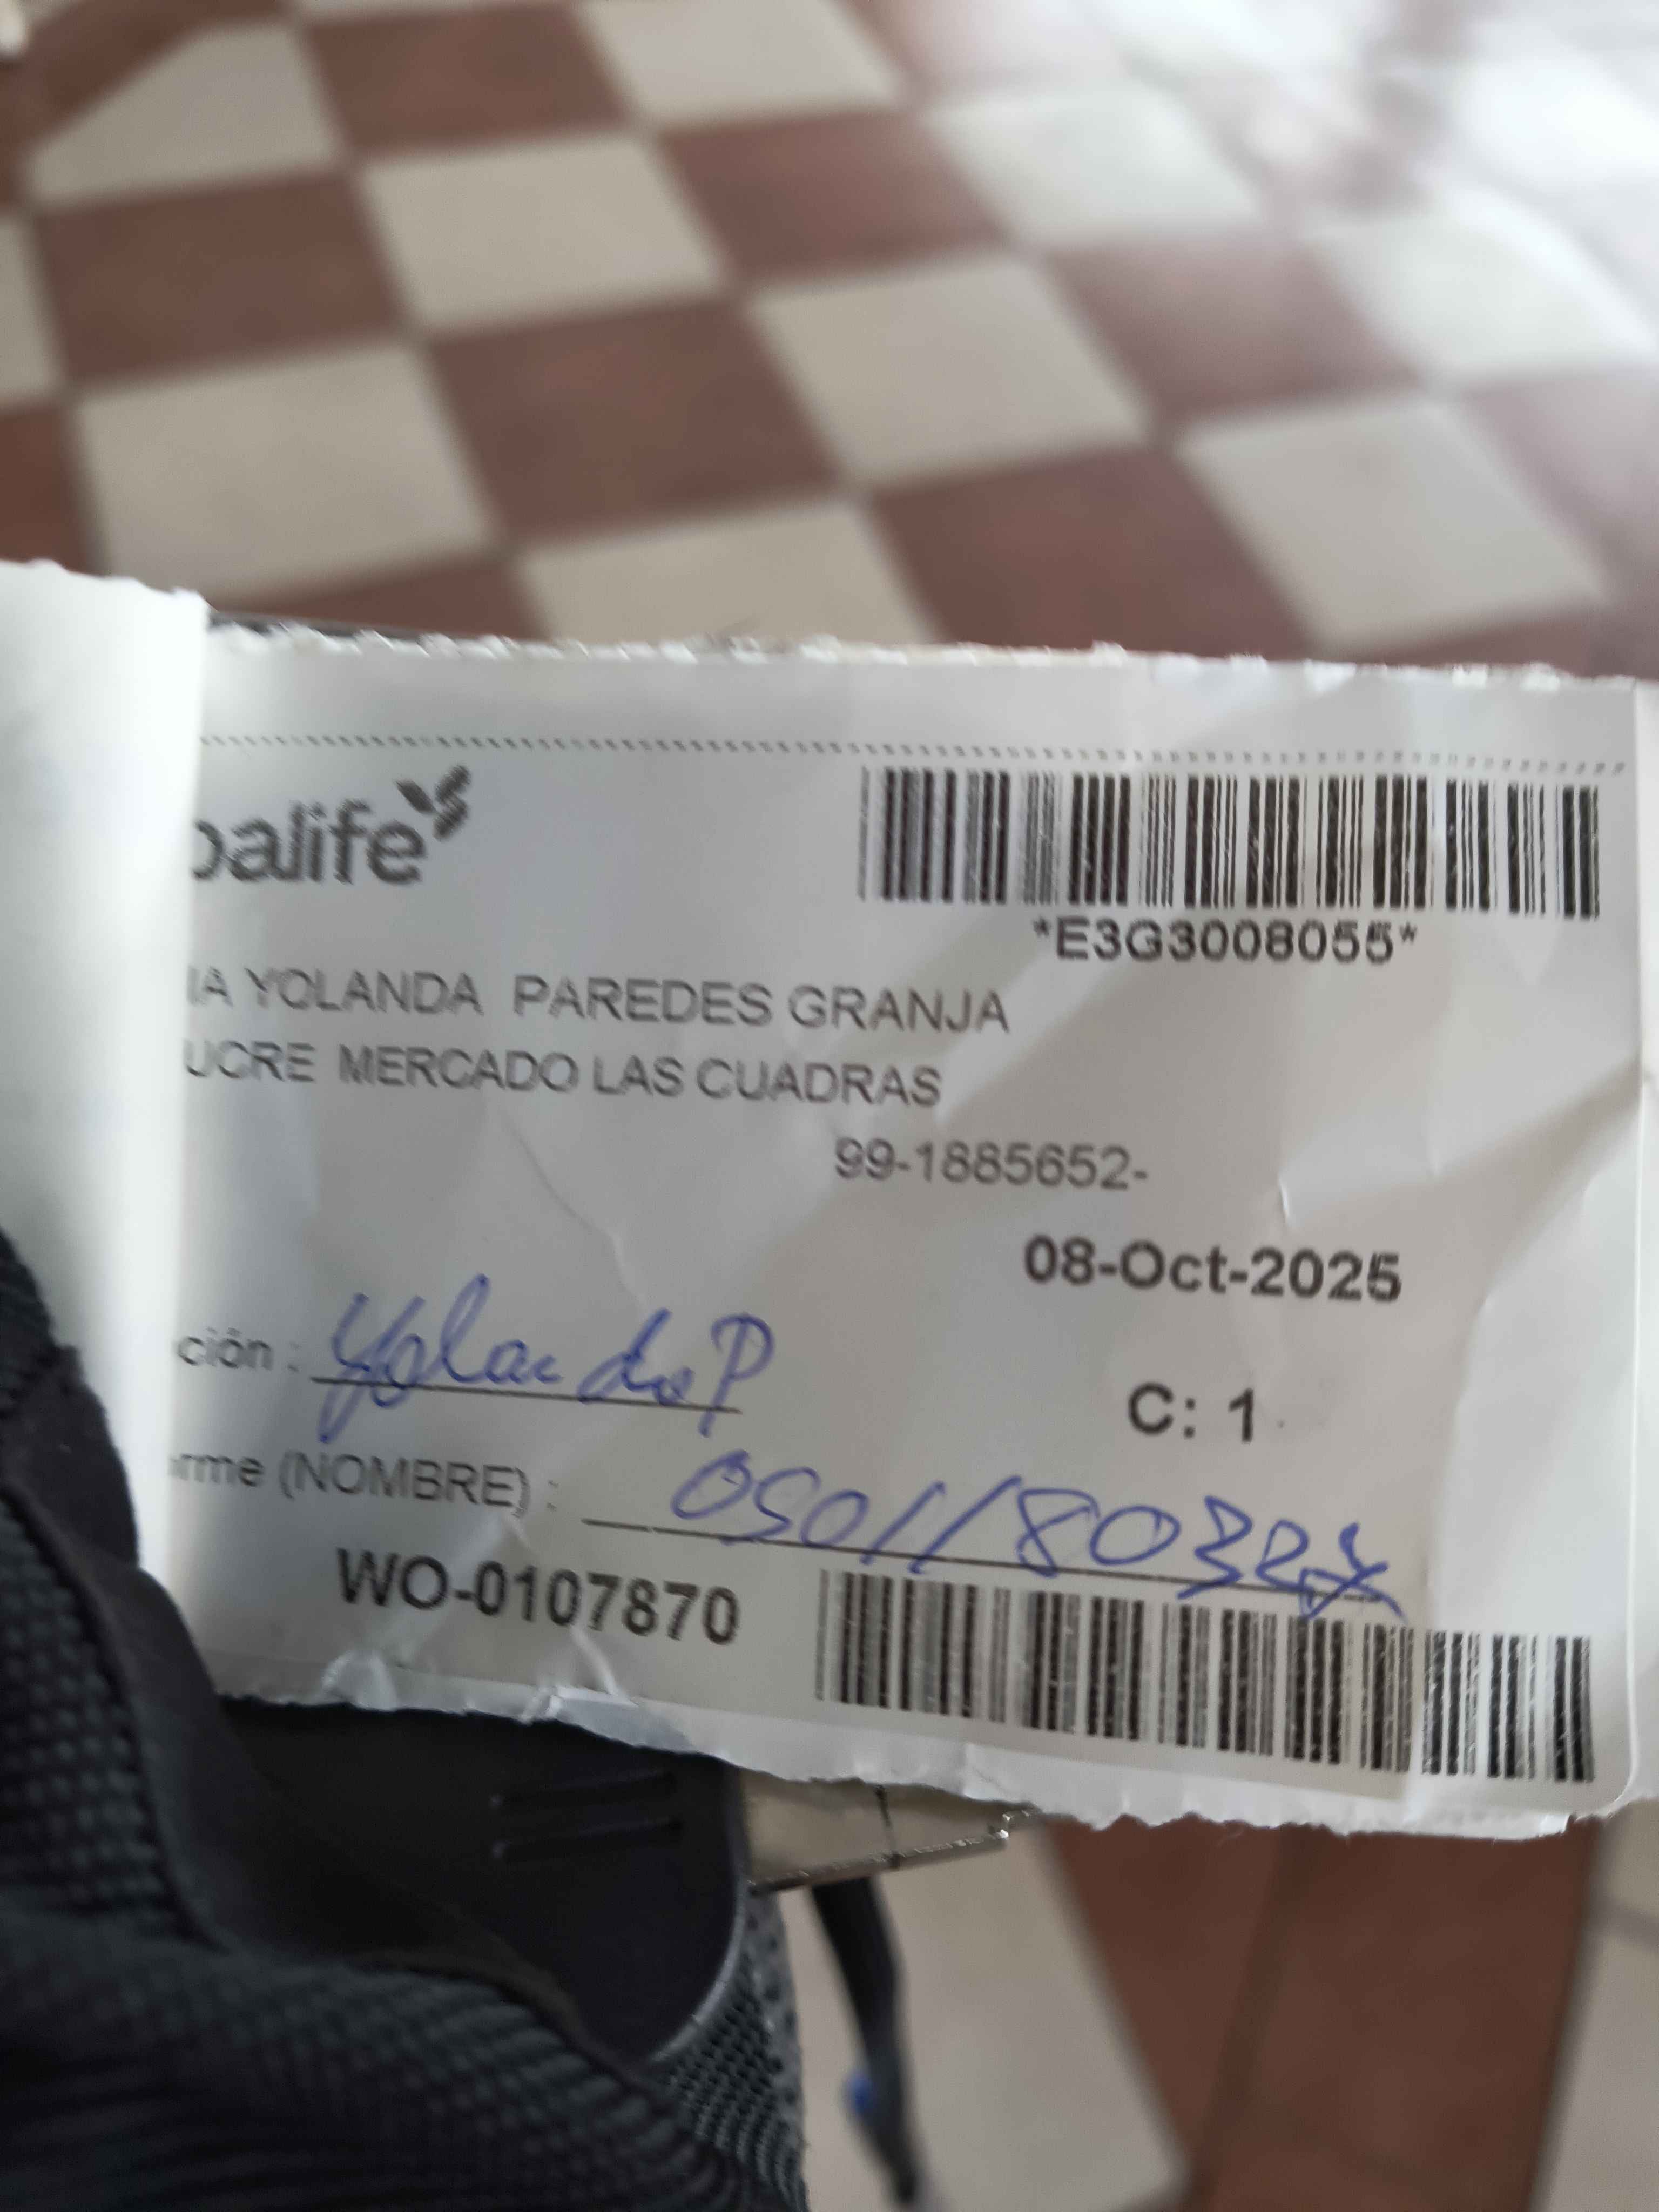 balife
*E3G3008055*
IA YOLANDA PAREDES GRANJA
UCRE MERCADO LAS CUADRAS
99-1885652-
08-Oct-2025
ción : Yolanda P
C: 1
rme (NOMBRE) :
WO-0107870